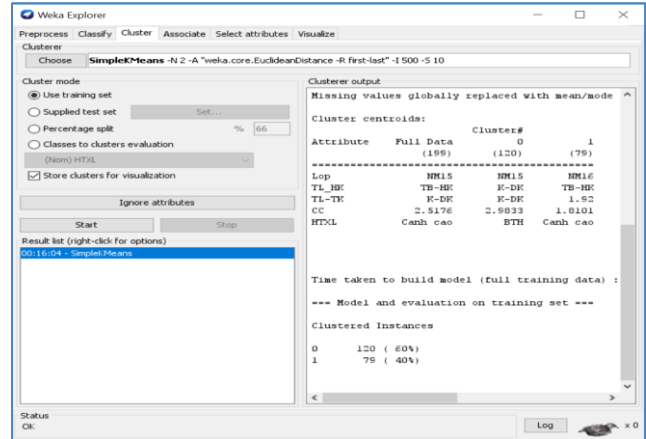 Weka Explorer
Preprocess Classify Cluster Associate Select attributes Visualize
Clusterer
Choose SimpleKMeans -N 2 -A "weka.core.EuclideanDistance -R first-last" -I 500 -S 10
Cluster mode
Use training set
Supplied test set Set...
Percentage split % 66
Classes to clusters evaluation
(Nom) HTXL
Store clusters for visualization
Ignore attributes
Start Stop
Result list (right-click for options)
00:16:04 - SimpleKMeans
Clusterer output
Missing values globally replaced with mean/mode
Cluster centroids:
Cluster#
Attribute Full Data 0 1
(199) (120) (79)
================================================
Lop NM15 NM15 NM16
TL_HK TB-HK K-DK TB-HK
TL-TK K-DK K-DK 1.92
CC 2.5176 2.9833 1.8101
HTXL Canh cao BTH Canh cao
Time taken to build model (full training data) :
=== Model and evaluation on training set ===
Clustered Instances
0 120 ( 60%)
1 79 ( 40%)
Status
OK
Log x 0